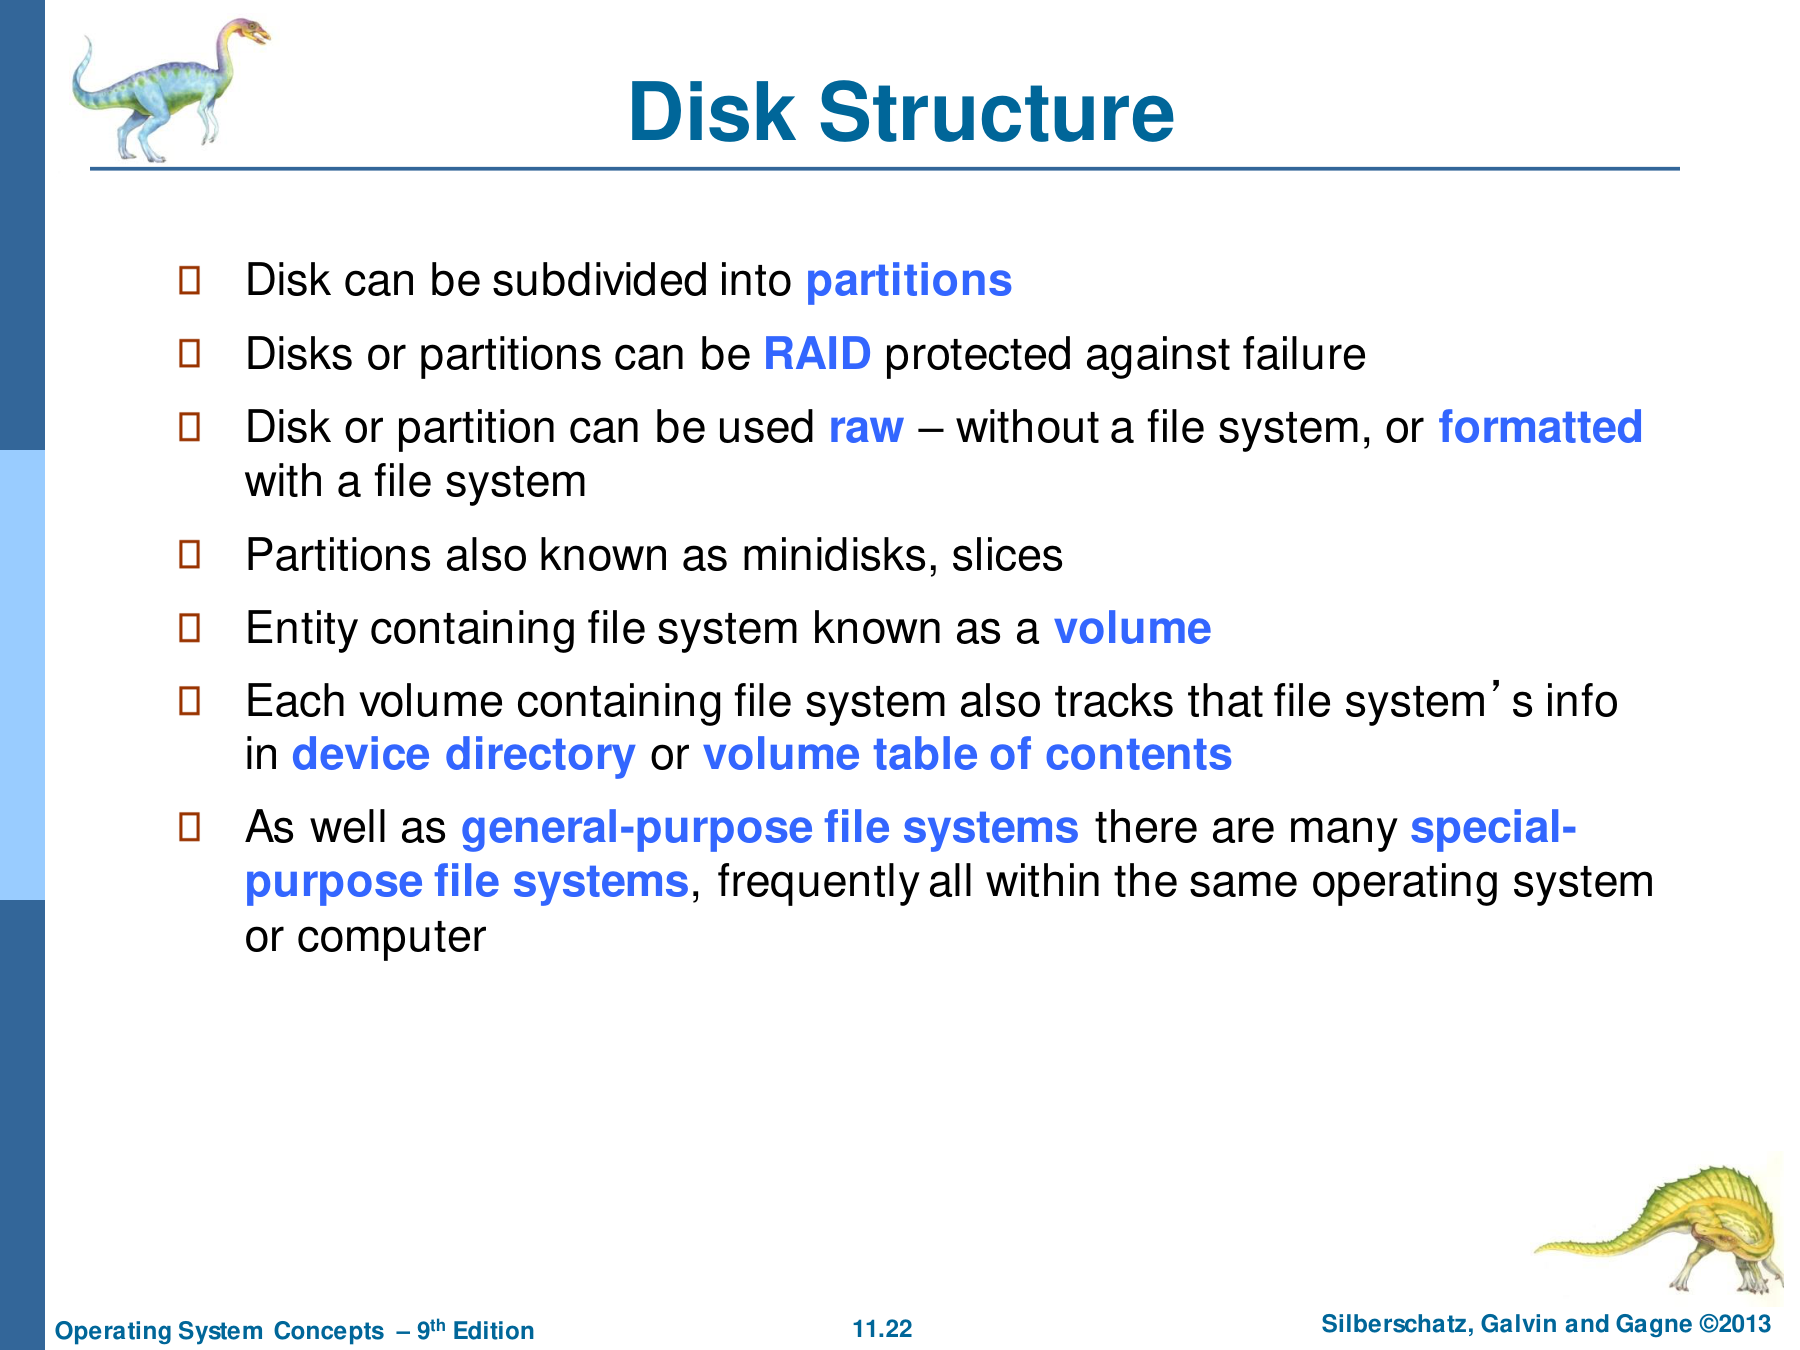 Disk Structure
Disk can be subdivided into partitions
Disks or partitions can be RAID protected against failure
Disk or partition can be used raw – without a file system, or formatted
with a file system
Partitions also known as minidisks, slices
Entity containing file system known as a volume
Each volume containing file system also tracks that file system’s info
in device directory or volume table of contents
As well as general-purpose file systems there are many special-
purpose file systems, frequently all within the same operating system
or computer
Operating System Concepts – 9th Edition
11.22
Silberschatz, Galvin and Gagne ©2013